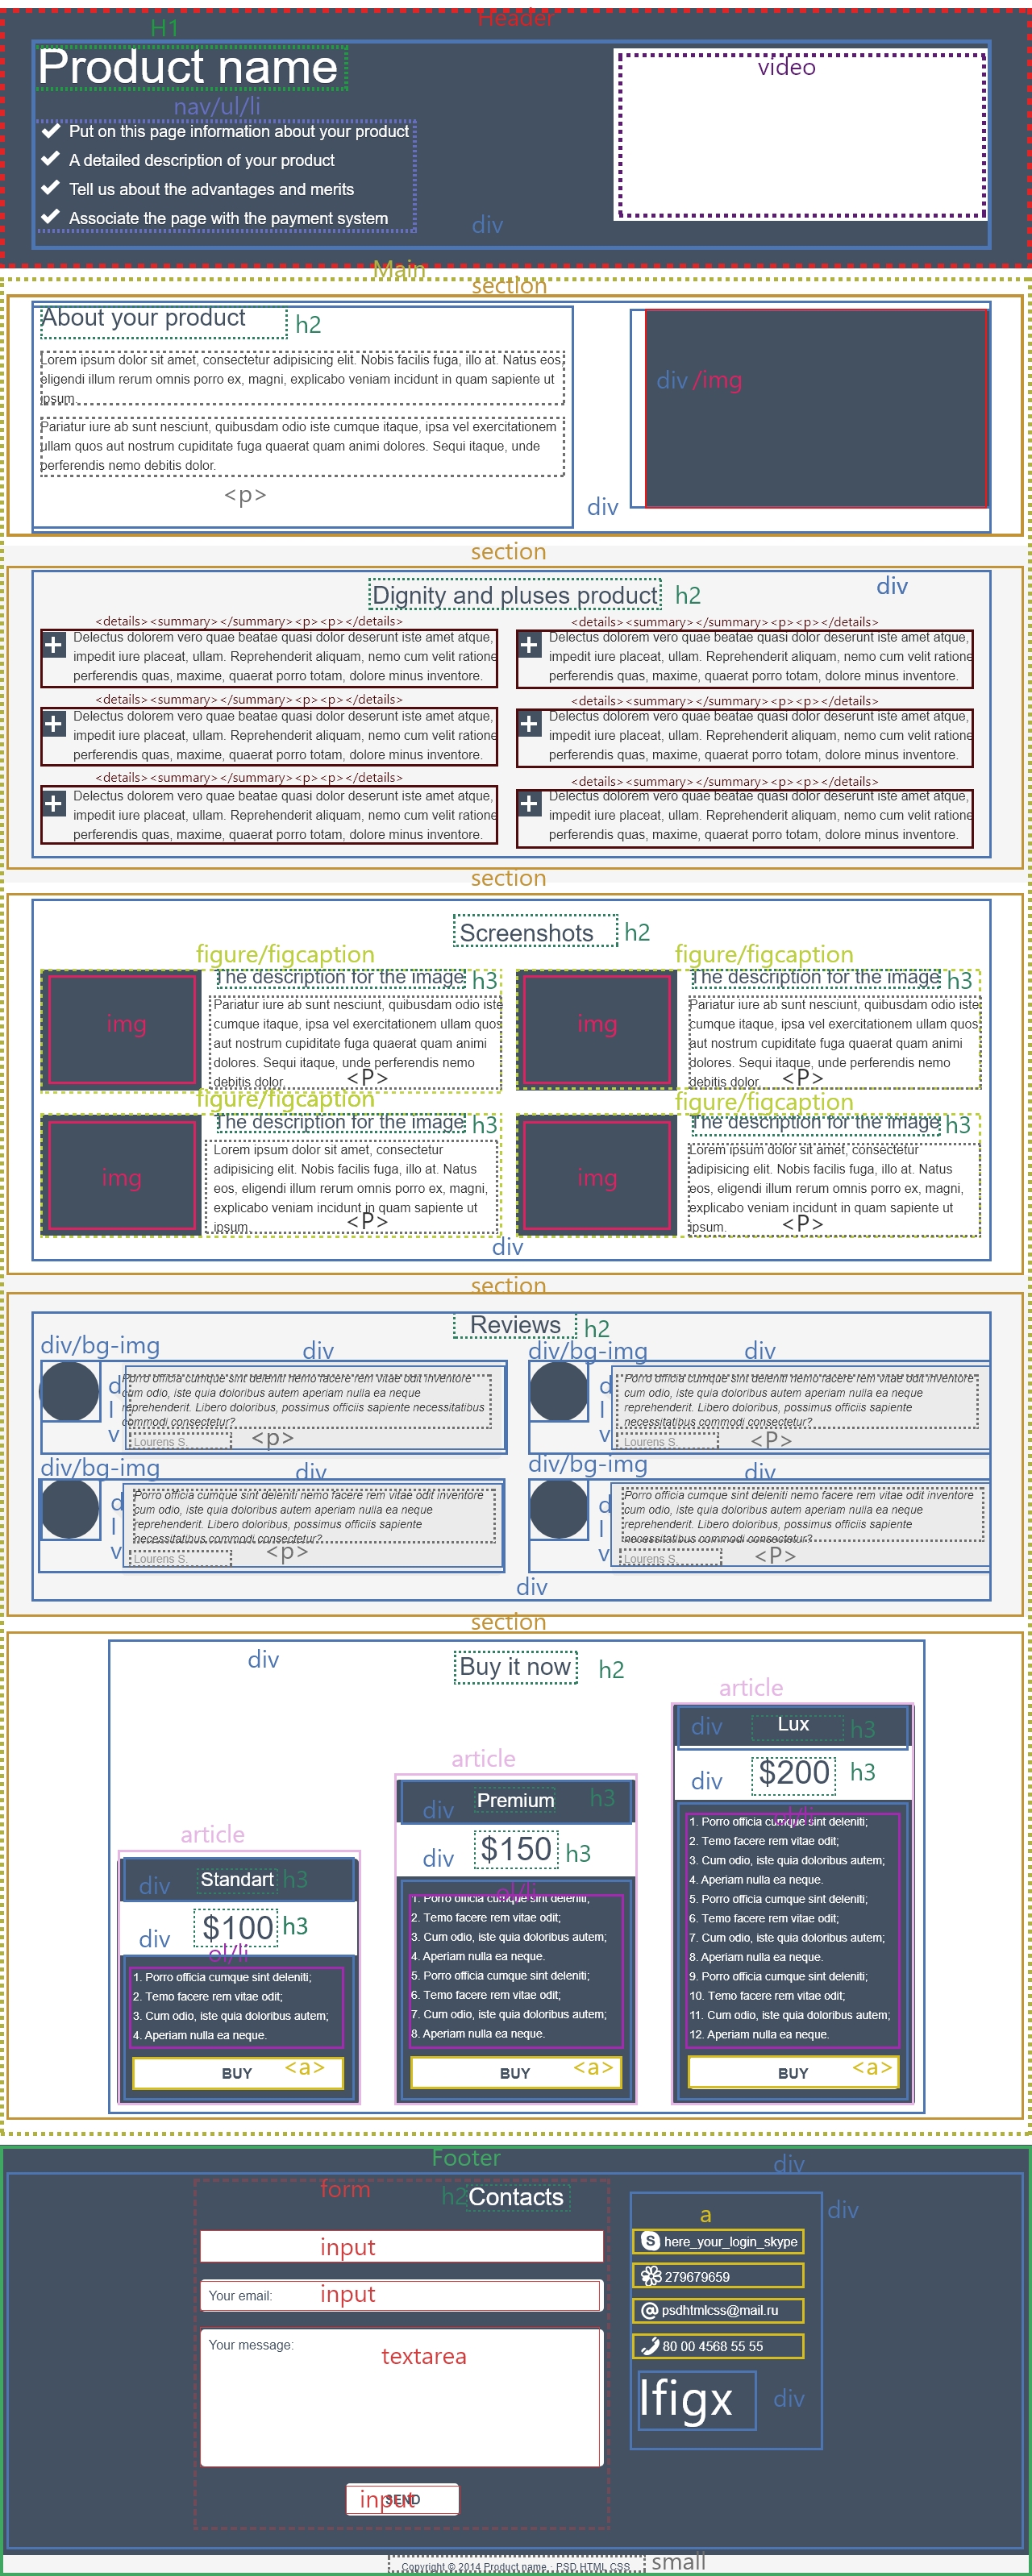 Header
H1
Product name
video
nav/ul/li
Put on this page information about your product
A detailed description of your product
Tell us about the advantages and merits
Associate the page with the payment system
div
Main
section
About your product h2
Lorem ipsum dolor sit amet, consectetur adipisicing elit. Nobis facilis fuga, illo at. Natus eos,
eligendi illum rerum omnis porro ex, magni, explicabo veniam incidunt in quam sapiente ut
ipsum.
div /img
Pariatur iure ab sunt nesciunt, quibusdam odio iste cumque itaque, ipsa vel exercitationem
ullam quos aut nostrum cupiditate fuga quaerat quam animi dolores. Sequi itaque, unde
perferendis nemo debitis dolor.
<p>
div
section
div
Dignity and pluses product h2
<details><summary></summary><p><p></details>
Delectus dolorem vero quae beatae quasi dolor deserunt iste amet atque,
impedit iure placeat, ullam. Reprehenderit aliquam, nemo cum velit ratione
perferendis quas, maxime, quaerat porro totam, dolore minus inventore.
<details><summary></summary><p><p></details>
Delectus dolorem vero quae beatae quasi dolor deserunt iste amet atque,
impedit iure placeat, ullam. Reprehenderit aliquam, nemo cum velit ratione
perferendis quas, maxime, quaerat porro totam, dolore minus inventore.
<details><summary></summary><p><p></details>
Delectus dolorem vero quae beatae quasi dolor deserunt iste amet atque,
impedit iure placeat, ullam. Reprehenderit aliquam, nemo cum velit ratione
perferendis quas, maxime, quaerat porro totam, dolore minus inventore.
<details><summary></summary><p><p></details>
Delectus dolorem vero quae beatae quasi dolor deserunt iste amet atque,
impedit iure placeat, ullam. Reprehenderit aliquam, nemo cum velit ratione
perferendis quas, maxime, quaerat porro totam, dolore minus inventore.
<details><summary></summary><p><p></details>
Delectus dolorem vero quae beatae quasi dolor deserunt iste amet atque,
impedit iure placeat, ullam. Reprehenderit aliquam, nemo cum velit ratione
perferendis quas, maxime, quaerat porro totam, dolore minus inventore.
<details><summary></summary><p><p></details>
Delectus dolorem vero quae beatae quasi dolor deserunt iste amet atque,
impedit iure placeat, ullam. Reprehenderit aliquam, nemo cum velit ratione
perferendis quas, maxime, quaerat porro totam, dolore minus inventore.
section
Screenshots h2
figure/figcaption
The description for the image h3
img
Pariatur iure ab sunt nesciunt, quibusdam odio iste
cumque itaque, ipsa vel exercitationem ullam quos
aut nostrum cupiditate fuga quaerat quam animi
dolores. Sequi itaque, unde perferendis nemo
debitis dolor.
<P>
figure/figcaption
The description for the image h3
img
Pariatur iure ab sunt nesciunt, quibusdam odio iste
cumque itaque, ipsa vel exercitationem ullam quos
aut nostrum cupiditate fuga quaerat quam animi
dolores. Sequi itaque, unde perferendis nemo
debitis dolor.
<P>
figure/figcaption
The description for the image h3
img
Lorem ipsum dolor sit amet, consectetur
adipisicing elit. Nobis facilis fuga, illo at. Natus
eos, eligendi illum rerum omnis porro ex, magni,
explicabo veniam incidunt in quam sapiente ut
ipsum.
<P>
figure/figcaption
The description for the image h3
img
Lorem ipsum dolor sit amet, consectetur
adipisicing elit. Nobis facilis fuga, illo at. Natus
eos, eligendi illum rerum omnis porro ex, magni,
explicabo veniam incidunt in quam sapiente ut
ipsum.
<P>
div
section
Reviews h2
div/bg-img
div
d
I
v
Porro officia cumque sint deleniti nemo facere rem vitae odit inventore
cum odio, iste quia doloribus autem aperiam nulla ea neque
reprehenderit. Libero doloribus, possimus officiis sapiente necessitatibus
commodi consectetur?
Lourens S.
<p>
div/bg-img
div
d
I
v
Porro officia cumque sint deleniti nemo facere rem vitae odit inventore
cum odio, iste quia doloribus autem aperiam nulla ea neque
reprehenderit. Libero doloribus, possimus officiis sapiente
necessitatibus commodi consectetur?
Lourens S.
<P>
div/bg-img
div
d
I
v
Porro officia cumque sint deleniti nemo facere rem vitae odit inventore
cum odio, iste quia doloribus autem aperiam nulla ea neque
reprehenderit. Libero doloribus, possimus officiis sapiente
necessitatibus commodi consectetur?
Lourens S.
<p>
div/bg-img
div
d
I
v
Porro officia cumque sint deleniti nemo facere rem vitae odit inventore
cum odio, iste quia doloribus autem aperiam nulla ea neque
reprehenderit. Libero doloribus, possimus officiis sapiente
necessitatibus commodi consectetur?
Lourens S.
<P>
div
section
div
Buy it now h2
article
div Standart h3
div $100 h3
ol/li
1. Porro officia cumque sint deleniti;
2. Temo facere rem vitae odit;
3. Cum odio, iste quia doloribus autem;
4. Aperiam nulla ea neque.
BUY <a>
article
div Premium h3
div $150 h3
ol/li
1. Porro officia cumque sint deleniti;
2. Temo facere rem vitae odit;
3. Cum odio, iste quia doloribus autem;
4. Aperiam nulla ea neque.
5. Porro officia cumque sint deleniti;
6. Temo facere rem vitae odit;
7. Cum odio, iste quia doloribus autem;
8. Aperiam nulla ea neque.
BUY <a>
article
div Lux h3
div $200 h3
ol/li
1. Porro officia cumque sint deleniti;
2. Temo facere rem vitae odit;
3. Cum odio, iste quia doloribus autem;
4. Aperiam nulla ea neque.
5. Porro officia cumque sint deleniti;
6. Temo facere rem vitae odit;
7. Cum odio, iste quia doloribus autem;
8. Aperiam nulla ea neque.
9. Porro officia cumque sint deleniti;
10. Temo facere rem vitae odit;
11. Cum odio, iste quia doloribus autem;
12. Aperiam nulla ea neque.
BUY <a>
Footer
div
form
h2 Contacts
input
Your email: input
Your message:
textarea
SEND
input
div
a
here_your_login_skype
279679659
psdhtmlcss@mail.ru
80 00 4568 55 55
lfigx
div
Copyright © 2014 Product name - PSD HTML CSS
small